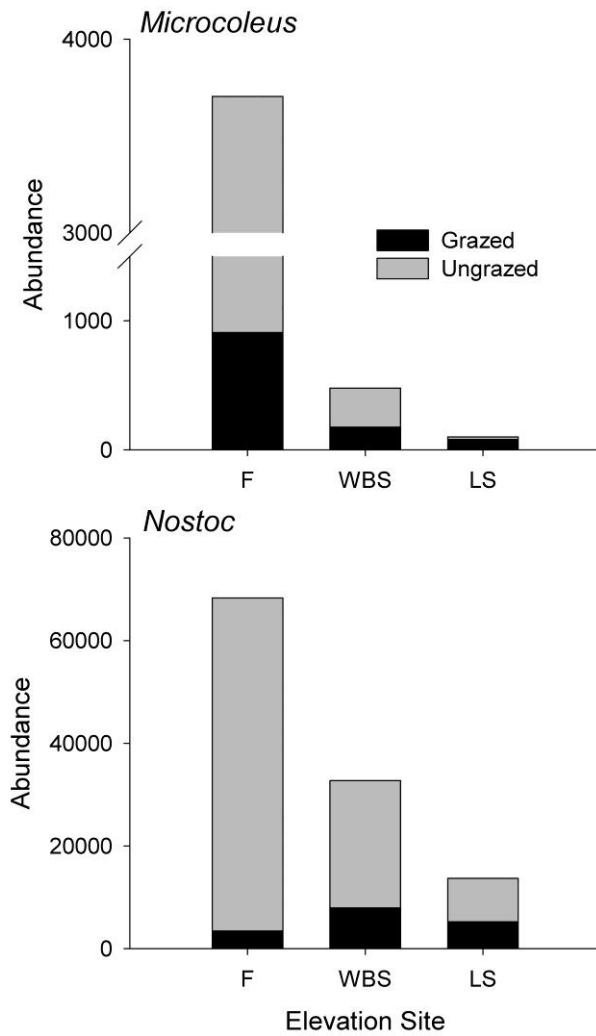 Microcoleus
4000
3000
1000
0
Abundance
Grazed
Ungrazed
F WBS LS
Nostoc
80000
60000
40000
20000
0
Abundance
F WBS LS
Elevation Site